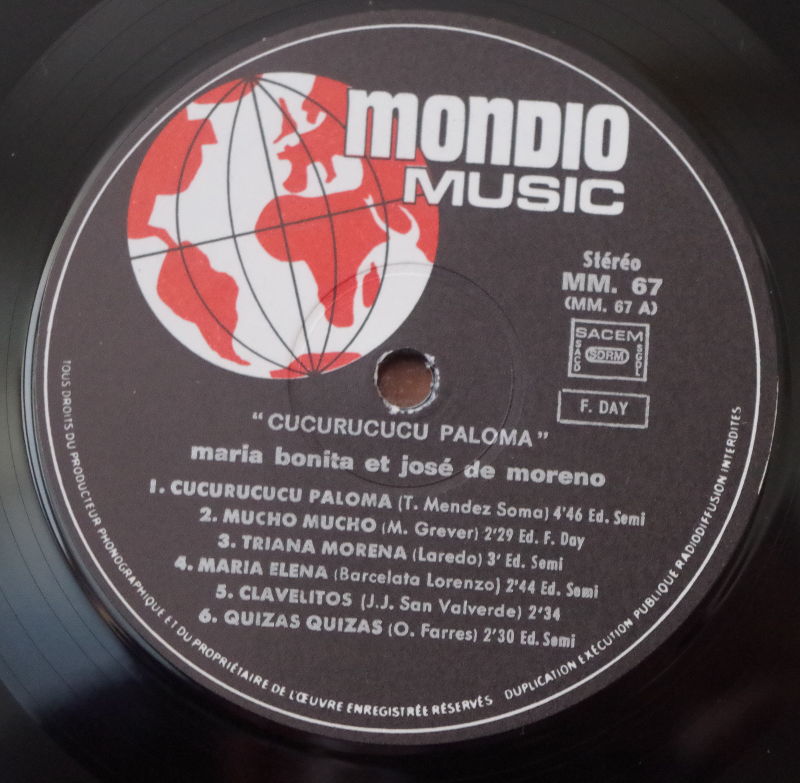 mONDIO
MUSIC
Stéréo
MM. 67
(MM. 67 A)
SACEM
SACD
SDRM
SGDL
F. DAY
"CUCURUCUCU PALOMA"
maria bonita et josé de moreno
1. CUCURUCUCU PALOMA (T. Mendez Soma) 4'46 Ed. Semi
2. MUCHO MUCHO (M. Grever) 2'29 Ed. F. Day
3. TRIANA MORENA (Laredo) 3' Ed. Semi
4. MARIA ELENA (Barcelata Lorenzo) 2'44 Ed. Semi
5. CLAVELITOS (J.J. San Valverde) 2'34
6. QUIZAS QUIZAS (O. Farres) 2'30 Ed. Semi
TOUS DROITS DU PRODUCTEUR PHONOGRAPHIQUE ET DU PROPRIÉTAIRE DE L'ŒUVRE ENREGISTRÉE RÉSERVÉS DUPLICATION EXÉCUTION PUBLIQUE RADIODIFFUSION INTERDITES